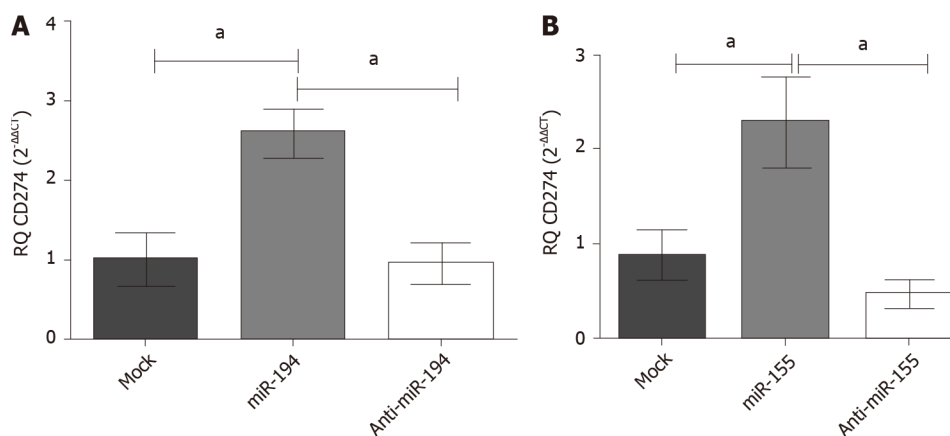 A
RQ CD274 (2^-ΔΔCT)
4
3
2
1
0
a
a
Mock
miR-194
Anti-miR-194
B
RQ CD274 (2^-ΔΔCT)
3
2
1
0
a
a
Mock
miR-155
Anti-miR-155